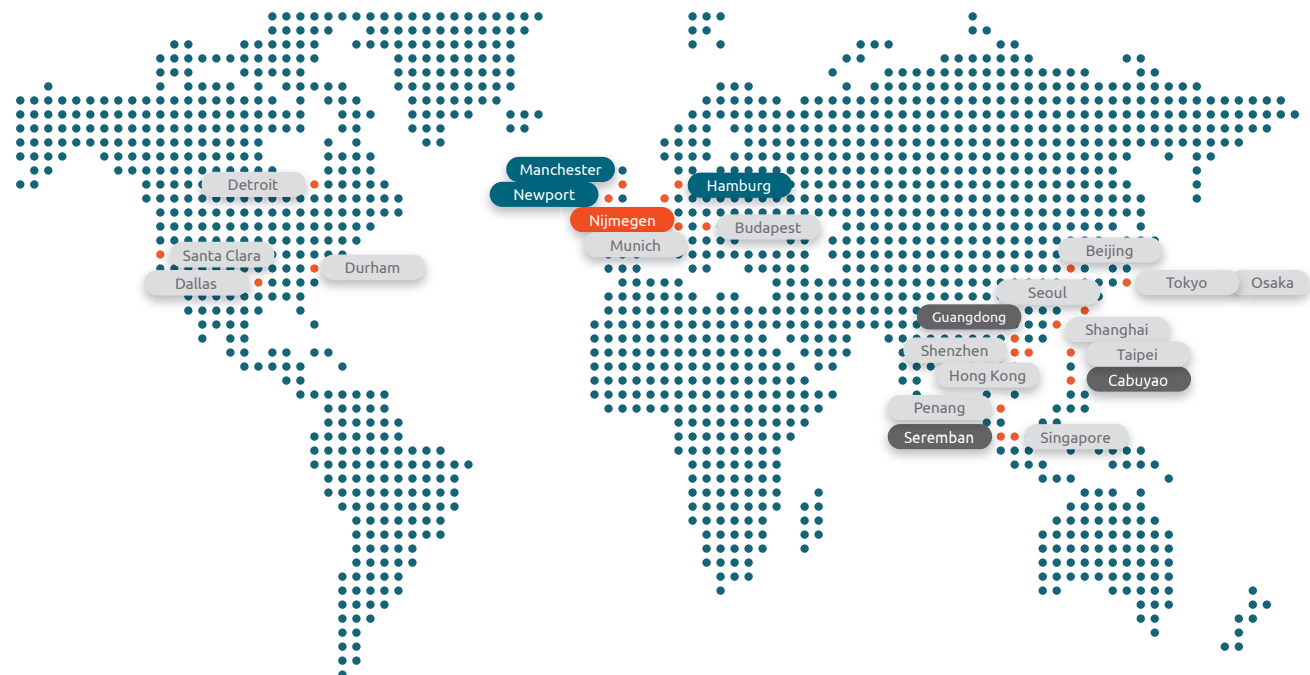 Manchester
Newport
Hamburg
Detroit
Nijmegen
Budapest
Munich
Santa Clara
Durham
Dallas
Beijing
Tokyo
Osaka
Seoul
Guangdong
Shanghai
Shenzhen
Taipei
Hong Kong
Cabuyao
Penang
Seremban
Singapore